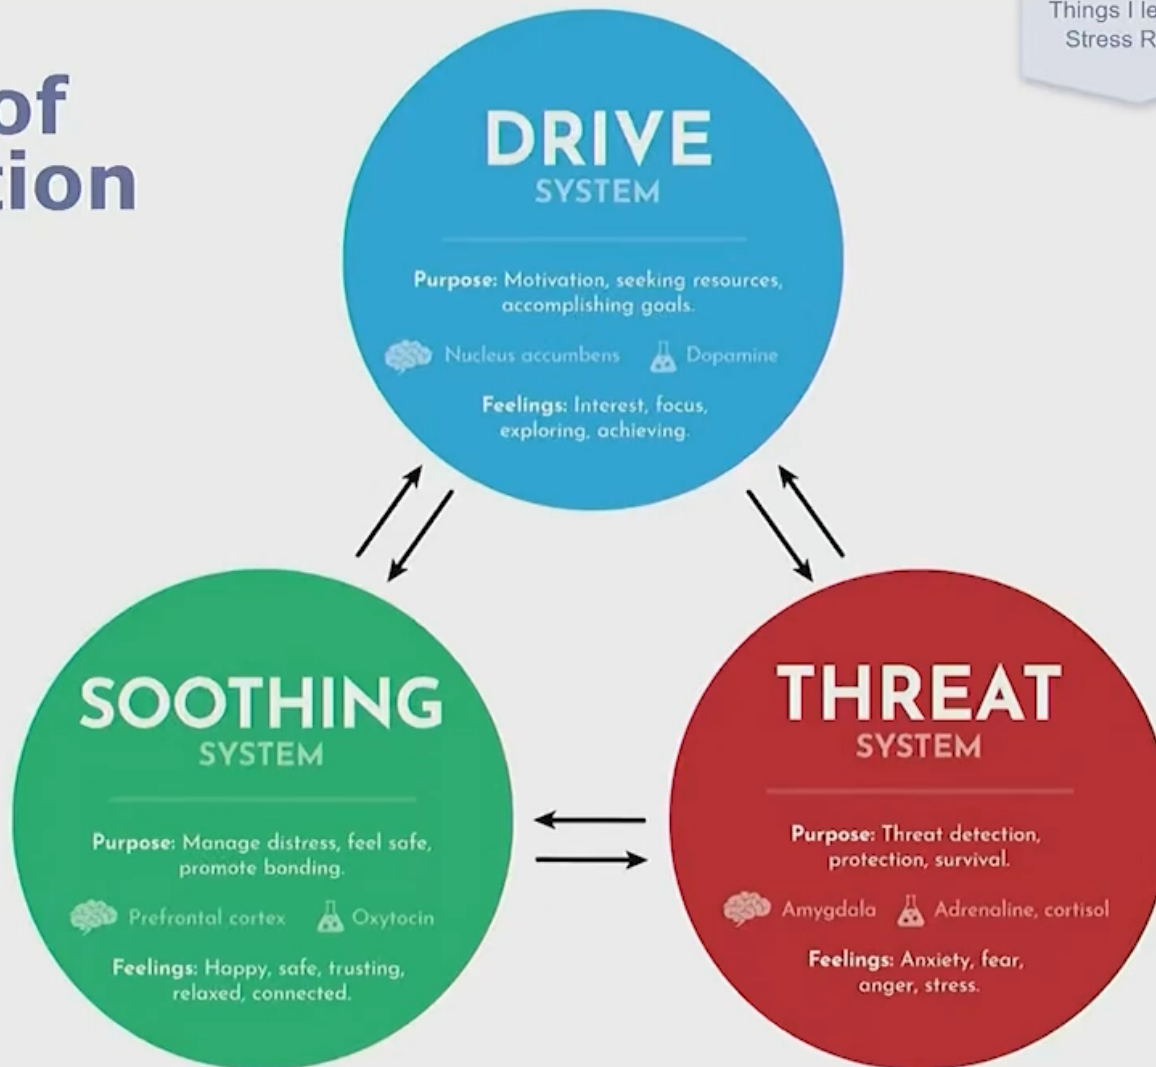 of
tion
Things I le
Stress R
DRIVE
SYSTEM
Purpose: Motivation, seeking resources,
accomplishing goals.
Nucleus accumbens
Dopamine
Feelings: Interest, focus,
exploring, achieving.
SOOTHING
SYSTEM
Purpose: Manage distress, feel safe,
promote bonding.
Prefrontal cortex
Oxytocin
Feelings: Happy, safe, trusting,
relaxed, connected.
THREAT
SYSTEM
Purpose: Threat detection,
protection, survival.
Amygdala
Adrenaline, cortisol
Feelings: Anxiety, fear,
anger, stress.